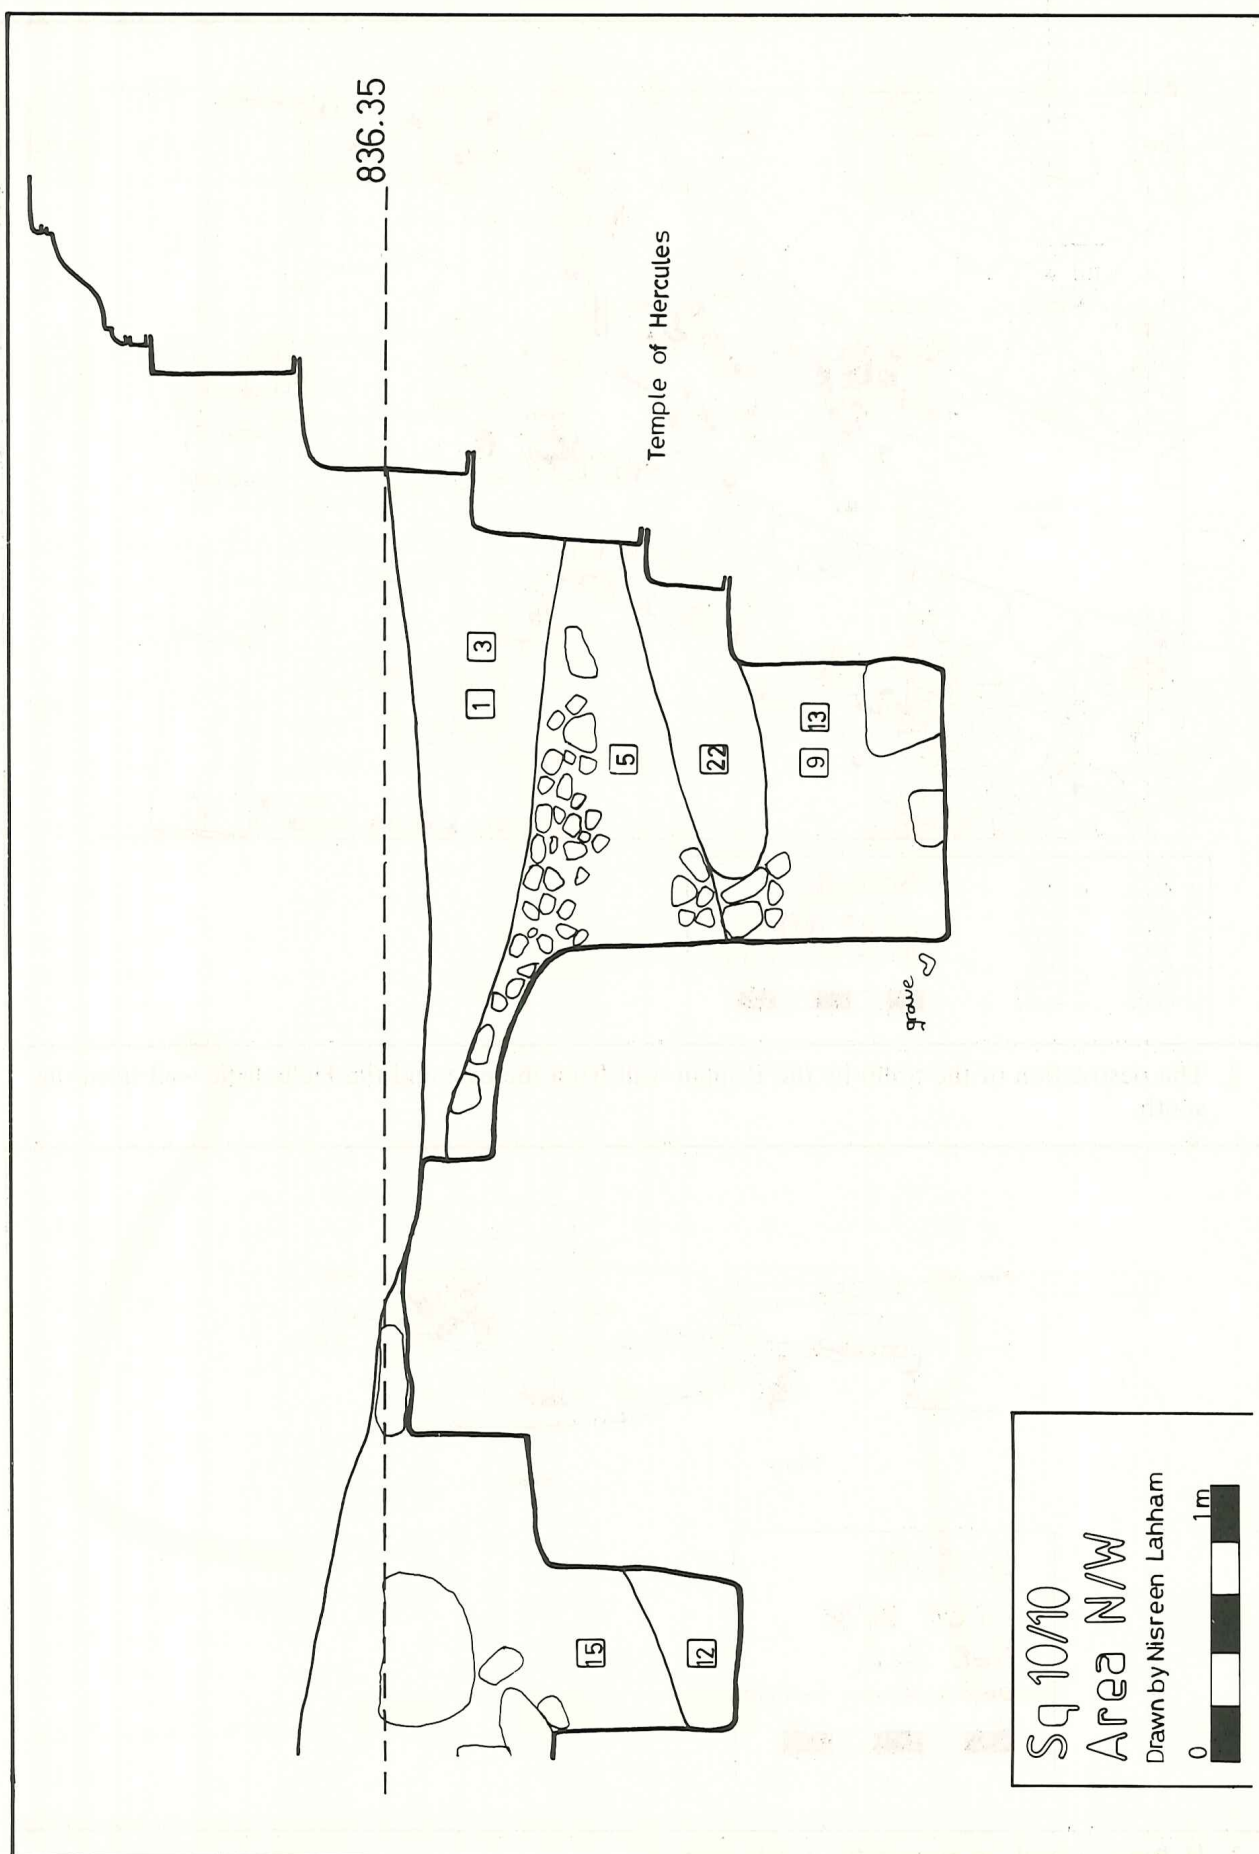 836.35
Temple of Hercules
1 3
5
22
9 13
grave
15
12
Sq 10/10
Area N/W
Drawn by Nisreen Lahham
0 1m